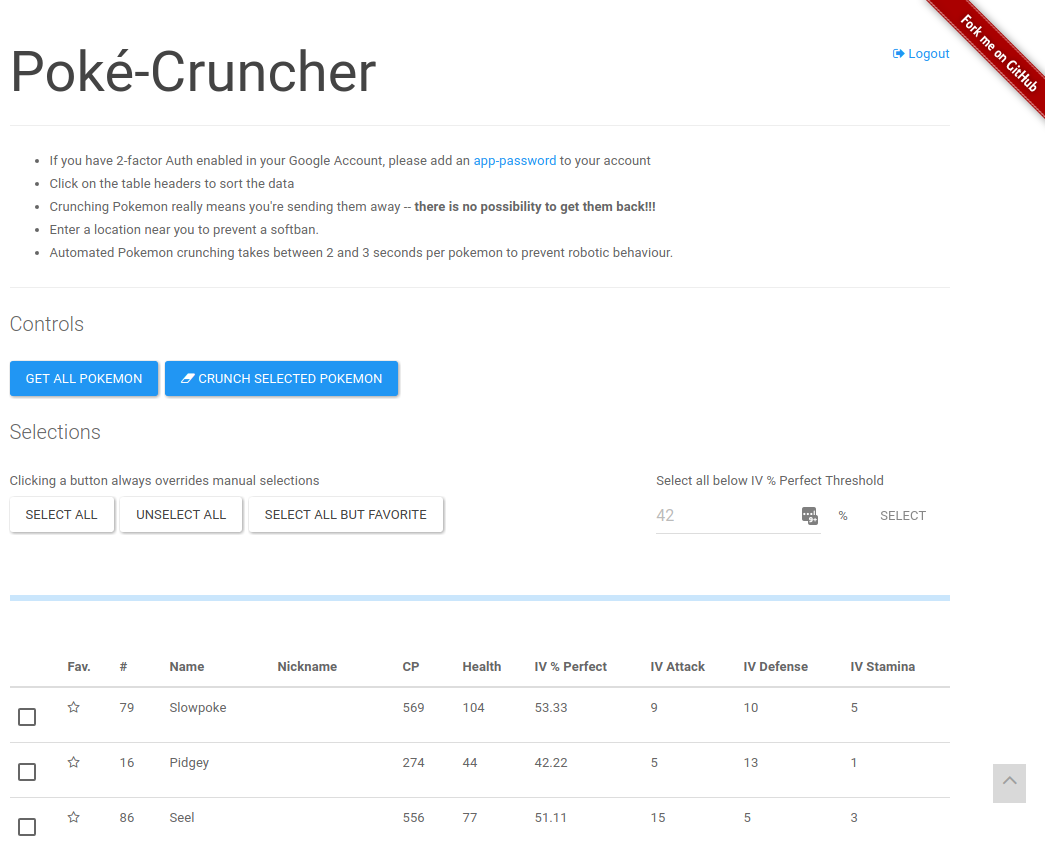 Fork me on GitHub
Poké-Cruncher
Logout
If you have 2-factor Auth enabled in your Google Account, please add an app-password to your account
Click on the table headers to sort the data
Crunching Pokemon really means you're sending them away -- there is no possibility to get them back!!!
Enter a location near you to prevent a softban.
Automated Pokemon crunching takes between 2 and 3 seconds per pokemon to prevent robotic behaviour.
Controls
GET ALL POKEMON CRUNCH SELECTED POKEMON
Selections
Clicking a button always overrides manual selections
SELECT ALL UNSELECT ALL SELECT ALL BUT FAVORITE
Select all below IV % Perfect Threshold
42 9+ % SELECT
Fav. # Name Nickname CP Health IV % Perfect IV Attack IV Defense IV Stamina
79 Slowpoke 569 104 53.33 9 10 5
16 Pidgey 274 44 42.22 5 13 1
86 Seel 556 77 51.11 15 5 3